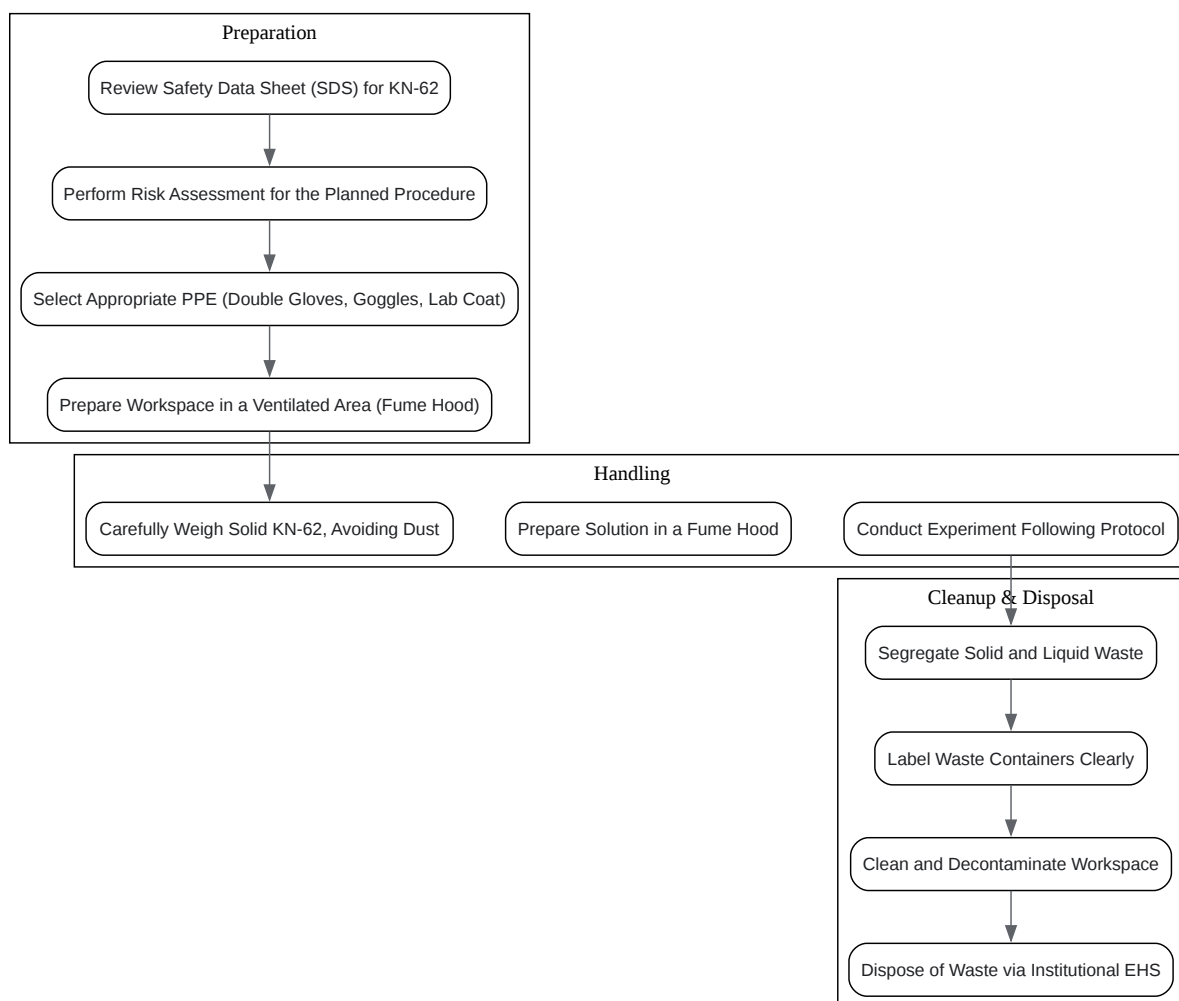 Preparation
Review Safety Data Sheet (SDS) for KN-62
Perform Risk Assessment for the Planned Procedure
Select Appropriate PPE (Double Gloves, Goggles, Lab Coat)
Prepare Workspace in a Ventilated Area (Fume Hood)
Handling
Carefully Weigh Solid KN-62, Avoiding Dust
Prepare Solution in a Fume Hood
Conduct Experiment Following Protocol
Cleanup & Disposal
Segregate Solid and Liquid Waste
Label Waste Containers Clearly
Clean and Decontaminate Workspace
Dispose of Waste via Institutional EHS